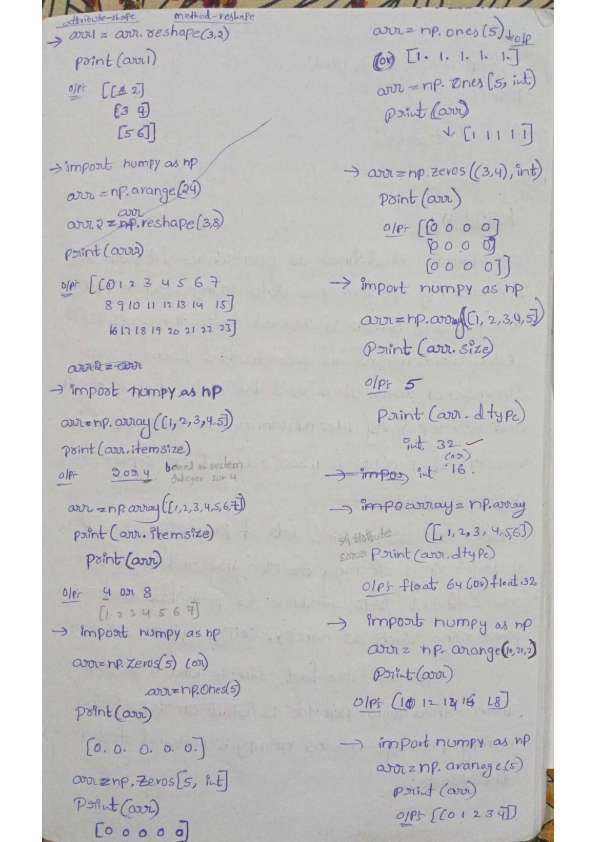 attribute-shape method-reshape
→ arr1 = arr.reshape(3,2)
print(arr1)
o/p:- [[1 2]
[3 4]
[5 6]]
→ import numpy as np
arr = np.arange(24)
arr
arr2 = np.reshape(3,8)
print(arr2)
o/p:- [[0 1 2 3 4 5 6 7
8 9 10 11 12 13 14 15]
16 17 18 19 20 21 22 23]
arr2 = arr
→ import numpy as np
arr=np.array([1,2,3,4.5])
print(arr.itemsize)
o/p:- 2 or 4 based on system
integer 2 or 4
arr = np.array([1,2,3,4,5,6,7])
print(arr.itemsize)
print(arr)
o/p:- 4 or 8
[1 2 3 4 5 6 7]
→ import numpy as np
arr=np.zeros(5) (or)
arr=np.ones(5)
print(arr)
[0. 0. 0. 0. 0.]
arr=np.zeros[5, int]
print(arr)
[0 0 0 0 0]
arr = np.ones(5) ↓ o/p
(or) [1. 1. 1. 1. 1.]
arr = np.ones(5, int)
print(arr)
↓ [1 1 1 1 1]
→ arr=np.zeros((3,4),int)
print(arr)
o/p:- [[0 0 0 0]
[0 0 0 0]
[0 0 0 0]]
→ import numpy as np
arr=np.array([1,2,3,4,5])
print(arr.size)
o/p:- 5
print(arr.dtype)
int 32 ✓
(or)
→ impor int 16.
→ impo array = np.array
([1,2,3,4,5.6])
attribute
print(arr.dtype)
o/p:- float 64 (or) float 32
→ import numpy as np
arr = np.arange(10,20,2)
print(arr)
o/p:- [10 12 14 16 18]
→ import numpy as np
arr=np.arange(5)
print(arr)
o/p:- [[0 1 2 3 4]]